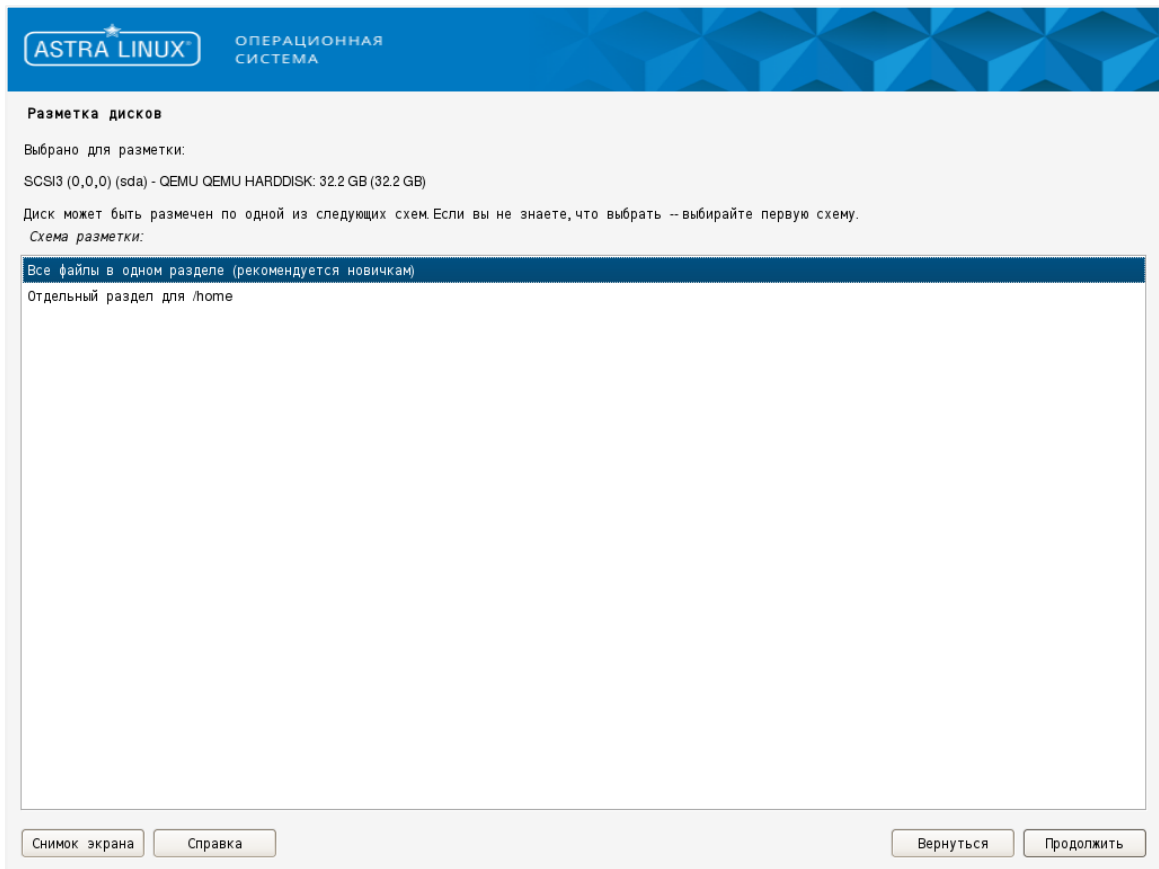 ASTRA LINUX®
ОПЕРАЦИОННАЯ
СИСТЕМА
Разметка дисков
Выбрано для разметки:
SCSI3 (0,0,0) (sda) - QEMU QEMU HARDDISK: 32.2 GB (32.2 GB)
Диск может быть размечен по одной из следующих схем. Если вы не знаете, что выбрать -- выбирайте первую схему.
Схема разметки:
Все файлы в одном разделе (рекомендуется новичкам)
Отдельный раздел для /home
Снимок экрана Справка Вернуться Продолжить